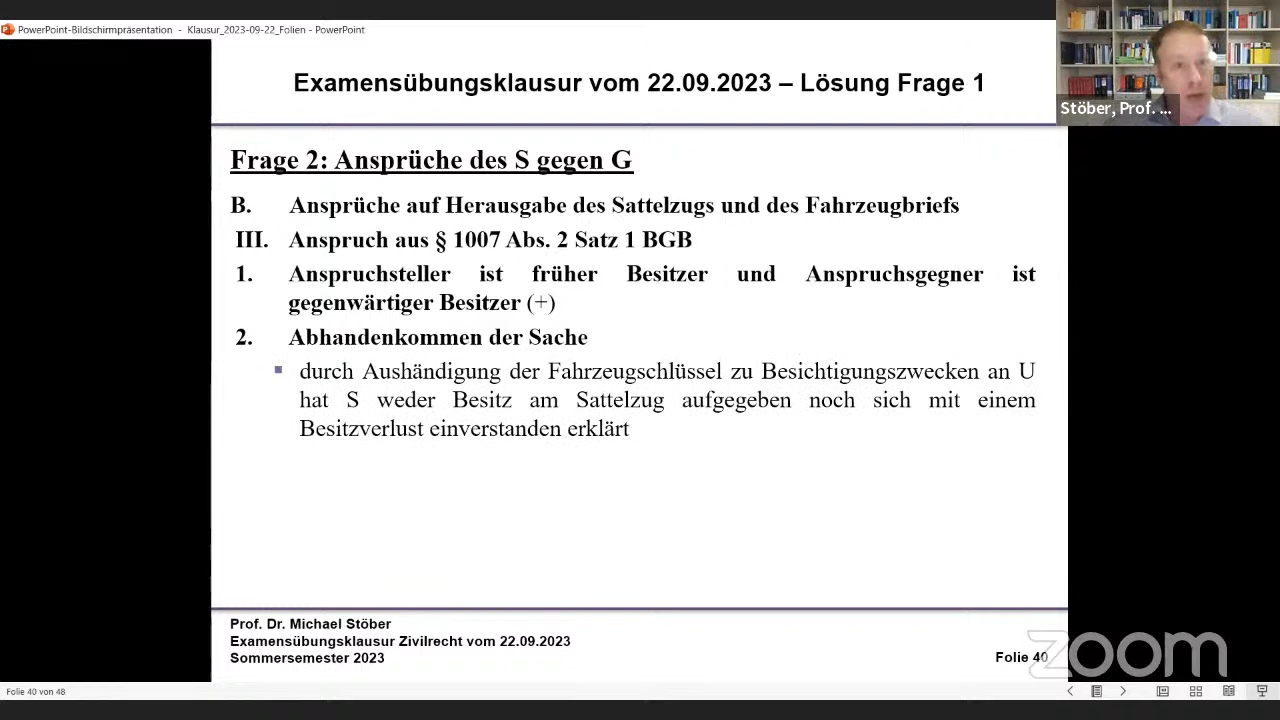 PowerPoint-Bildschirmpräsentation - Klausur_2023-09-22_Folien - PowerPoint
Stöber, Prof. ...
Examensübungsklausur vom 22.09.2023 – Lösung Frage 1
Frage 2: Ansprüche des S gegen G
B. Ansprüche auf Herausgabe des Sattelzugs und des Fahrzeugbriefs
III. Anspruch aus § 1007 Abs. 2 Satz 1 BGB
1. Anspruchsteller ist früher Besitzer und Anspruchsgegner ist
gegenwärtiger Besitzer (+)
2. Abhandenkommen der Sache
▪ durch Aushändigung der Fahrzeugschlüssel zu Besichtigungszwecken an U
hat S weder Besitz am Sattelzug aufgegeben noch sich mit einem
Besitzverlust einverstanden erklärt
Prof. Dr. Michael Stöber
Examensübungsklausur Zivilrecht vom 22.09.2023
Sommersemester 2023
Folie 40
zoom
Folie 40 von 48